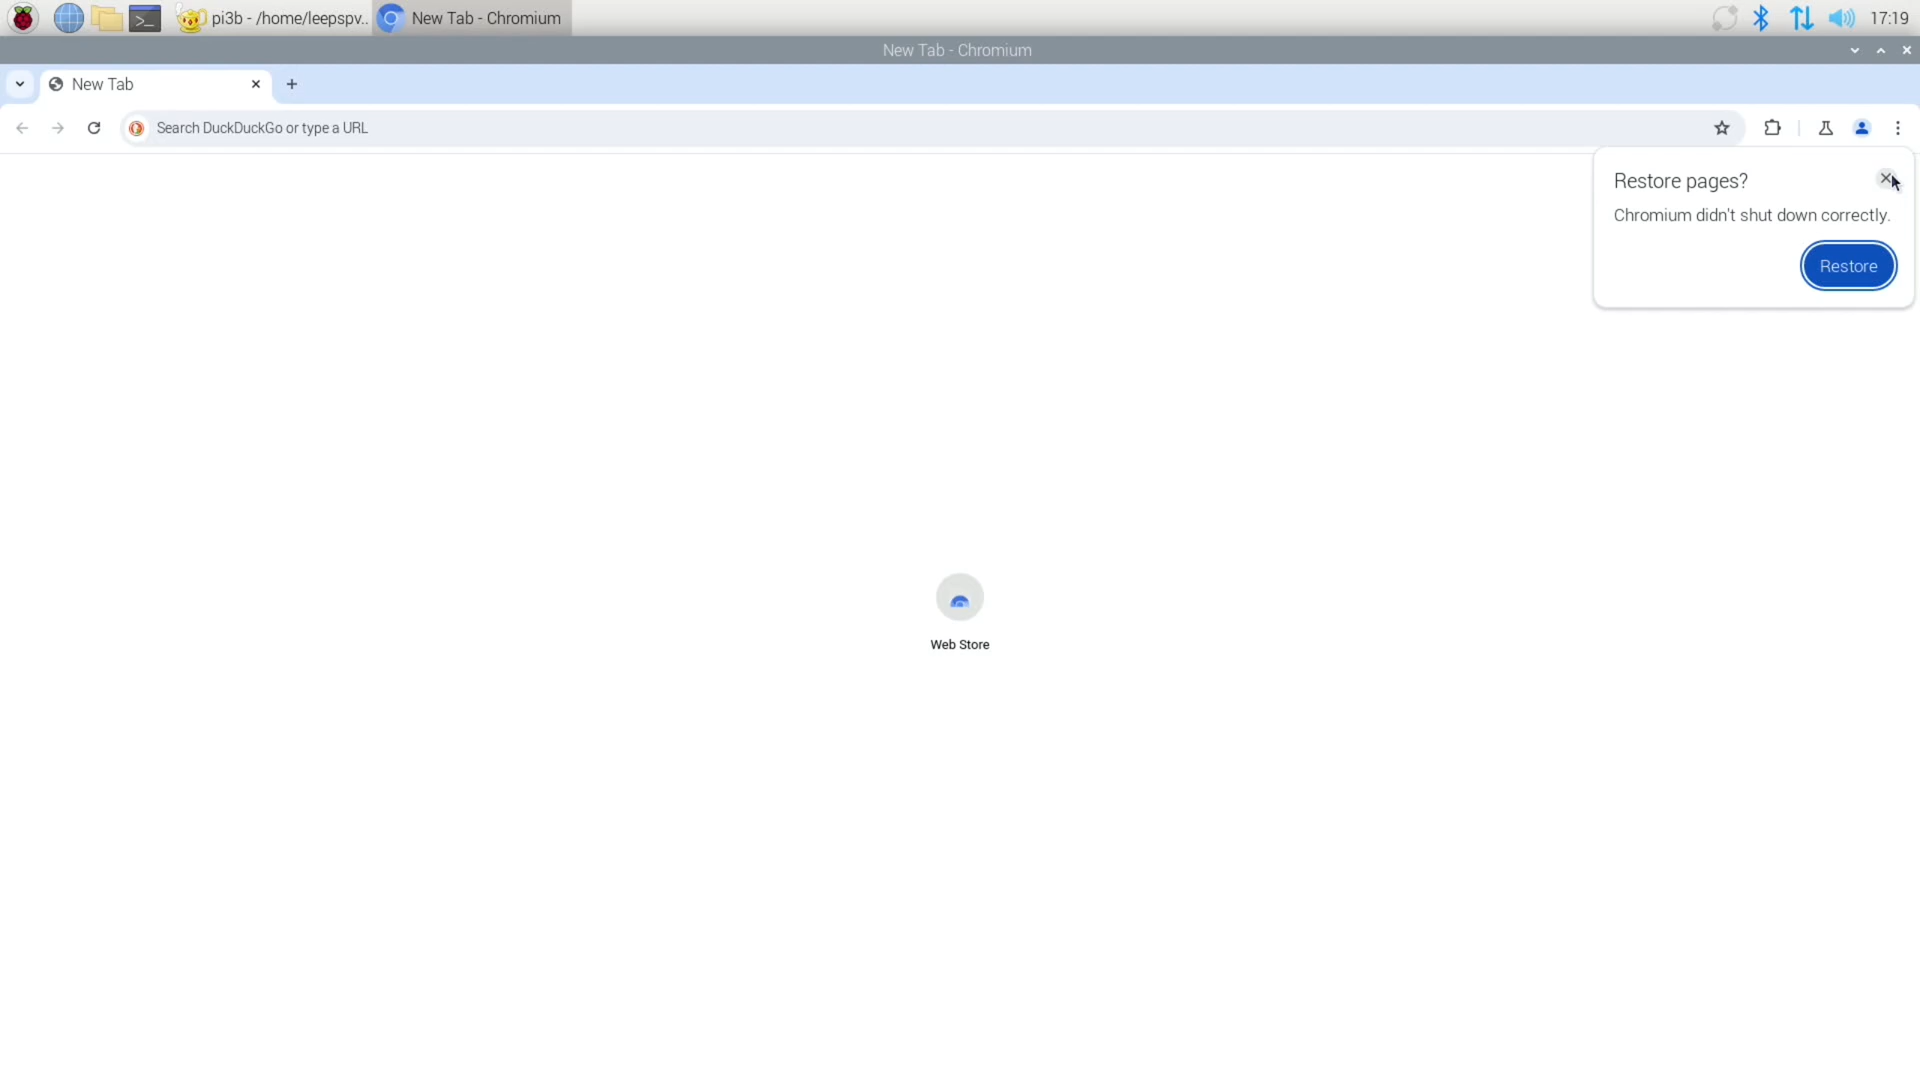 pi3b - /home/leepspv..
New Tab - Chromium
17:19
New Tab - Chromium
New Tab
Search DuckDuckGo or type a URL
Restore pages?
Chromium didn't shut down correctly.
Restore
Web Store